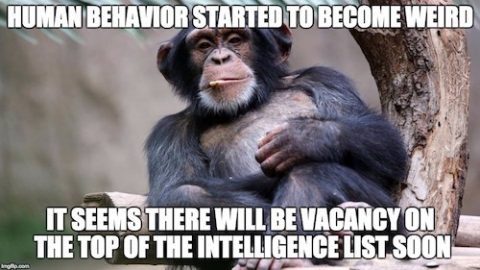 HUMAN BEHAVIOR STARTED TO BECOME WEIRD
IT SEEMS THERE WILL BE VACANCY ON
THE TOP OF THE INTELLIGENCE LIST SOON
imgflip.com